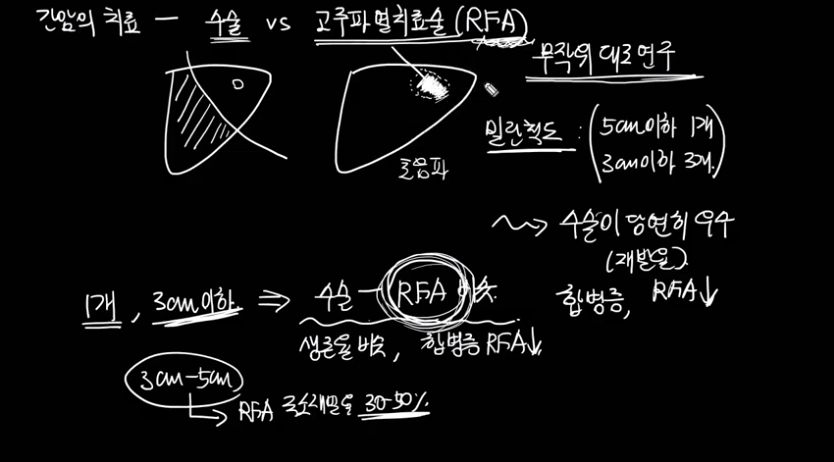 간암의 치료 — 수술 vs 고주파열치료술 (RFA)
무작위 대조연구
밀란척도 : (5cm이하 1개
3cm이하 3개)
초음파
⇝ 수술이 당연히 우수
(재발율)
합병증, RFA↓
1개, 3cm이하 ⇒ 수술 — RFA 비슷
생존율 비슷, 합병증 RFA↓
3cm-5cm
↳ RFA 국소재발율 30-50%